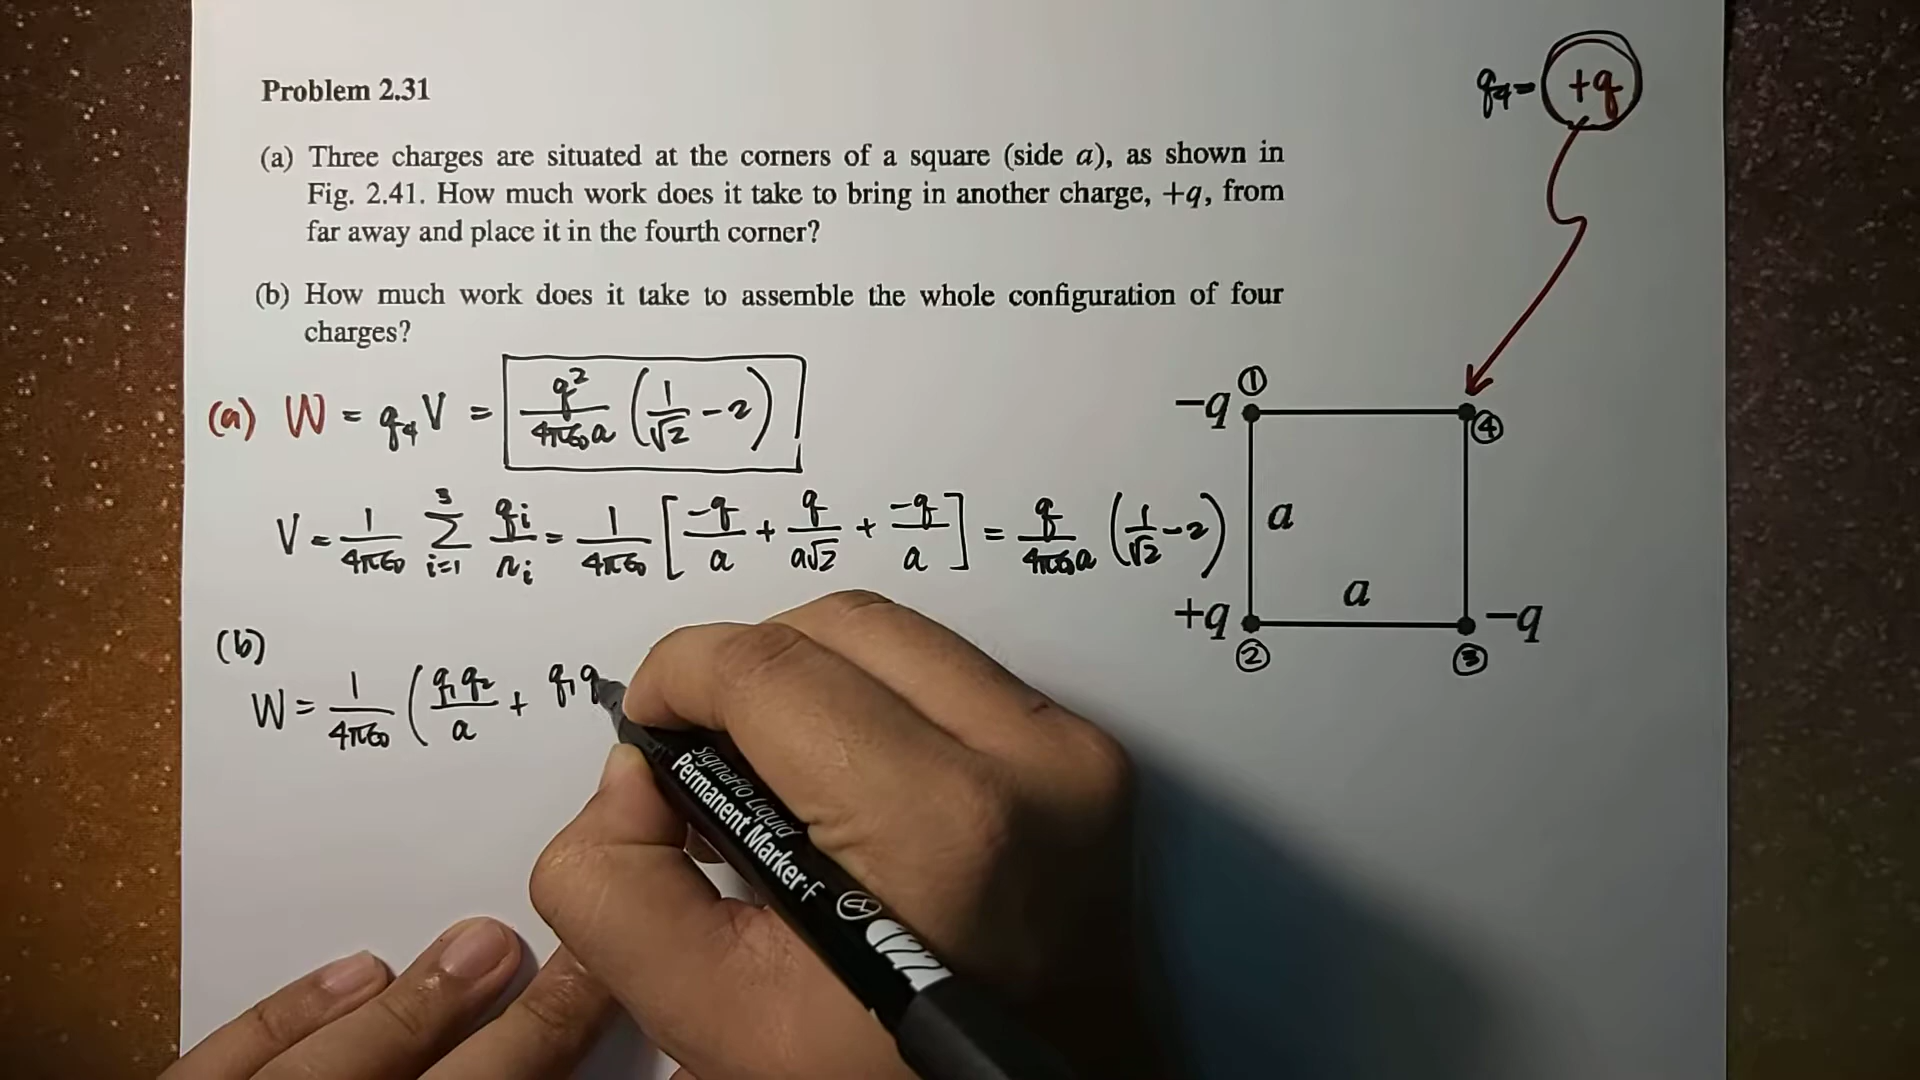 Problem 2.31
(a) Three charges are situated at the corners of a square (side a), as shown in
Fig. 2.41. How much work does it take to bring in another charge, +q, from
far away and place it in the fourth corner?
(b) How much work does it take to assemble the whole configuration of four
charges?
q₄ = +q
(a) W = q₄V = q²/4πε₀a (1/√2 − 2)
V = 1/4πε₀ Σ(i=1 to 3) qᵢ/rᵢ = 1/4πε₀ [−q/a + q/a√2 + −q/a] = q/4πε₀a (1/√2 − 2)
(b)
W = 1/4πε₀ (q₁q₂/a + q₁q
−q ① ④
a
a
+q ② ③ −q
SigmaFlo Liquid
Permanent Marker·F